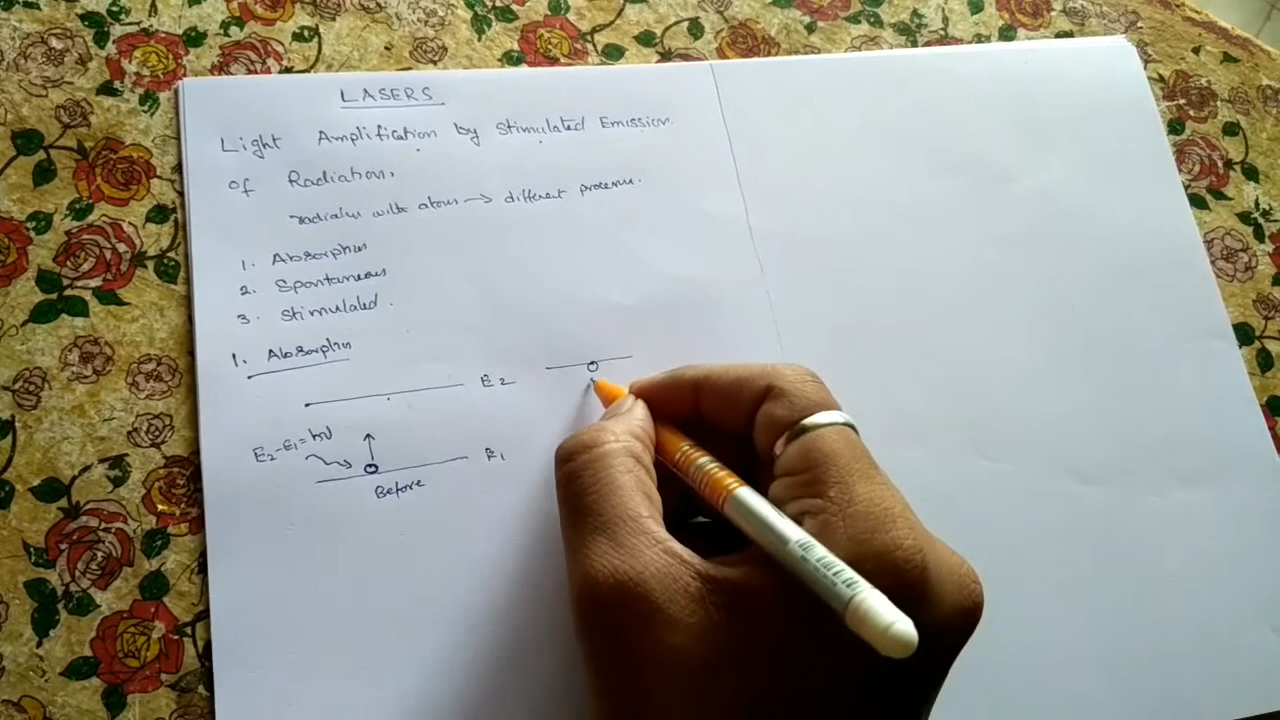 LASERS
Light Amplification by Stimulated Emission
of Radiation.
radiation with atom → different process.
1. Absorption
2. Spontaneous
3. Stimulated.
1. Absorption
E2
E2-E1=hν
E1
Before